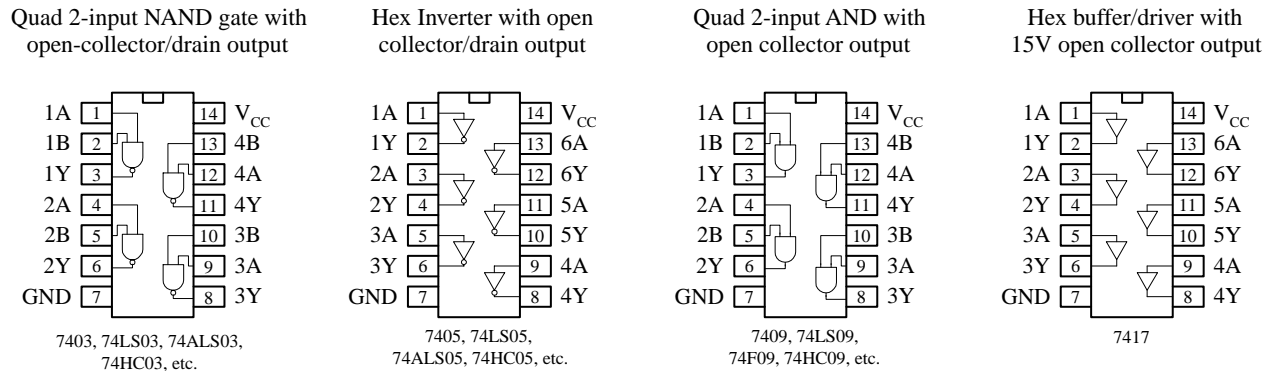 Quad 2-input NAND gate with
open-collector/drain output
1A 1 14 VCC
1B 2 13 4B
1Y 3 12 4A
2A 4 11 4Y
2B 5 10 3B
2Y 6 9 3A
GND 7 8 3Y
7403, 74LS03, 74ALS03,
74HC03, etc.
Hex Inverter with open
collector/drain output
1A 1 14 VCC
1Y 2 13 6A
2A 3 12 6Y
2Y 4 11 5A
3A 5 10 5Y
3Y 6 9 4A
GND 7 8 4Y
7405, 74LS05,
74ALS05, 74HC05, etc.
Quad 2-input AND with
open collector output
1A 1 14 VCC
1B 2 13 4B
1Y 3 12 4A
2A 4 11 4Y
2B 5 10 3B
2Y 6 9 3A
GND 7 8 3Y
7409, 74LS09,
74F09, 74HC09, etc.
Hex buffer/driver with
15V open collector output
1A 1 14 VCC
1Y 2 13 6A
2A 3 12 6Y
2Y 4 11 5A
3A 5 10 5Y
3Y 6 9 4A
GND 7 8 4Y
7417